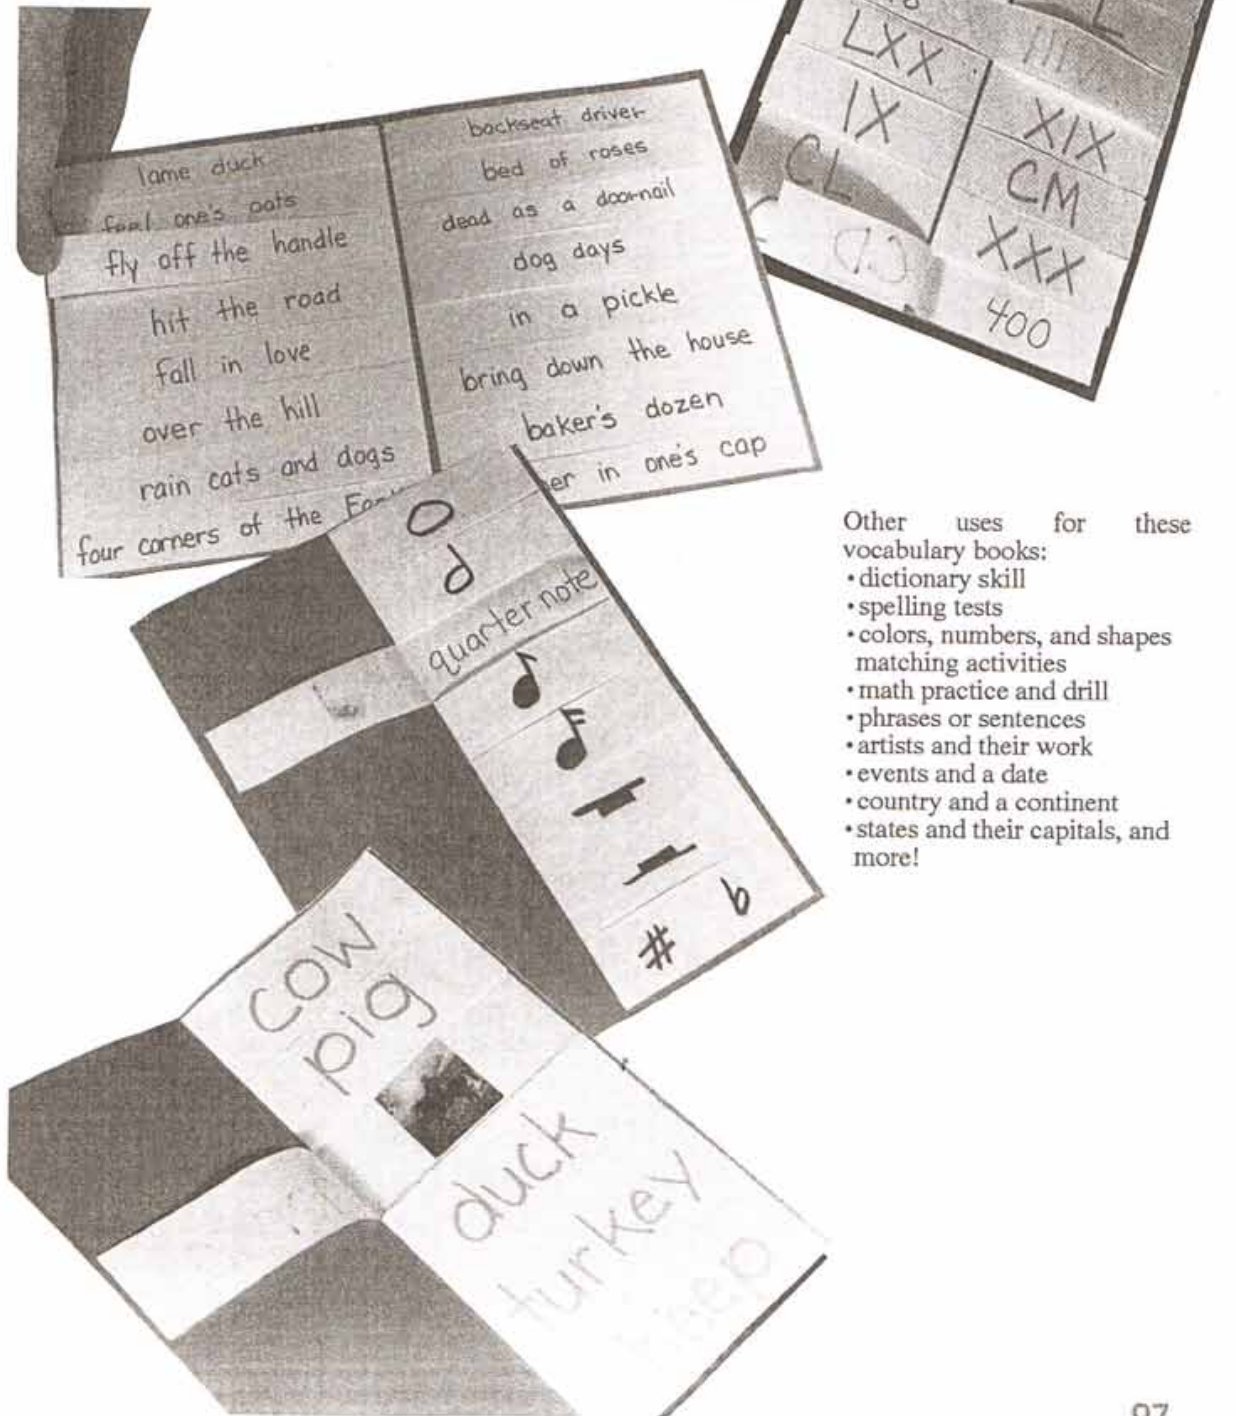 LXX
IX
XIX
CL
CM
XXX
400
lame duck
feel one's oats
fly off the handle
hit the road
fall in love
over the hill
rain cats and dogs
four corners of the
backseat driver
bed of roses
dead as a doornail
dog days
in a pickle
bring down the house
baker's dozen
in one's cap
quarter note
cow
pig
duck
turkey
Other uses for these
vocabulary books:
• dictionary skill
• spelling tests
• colors, numbers, and shapes
matching activities
• math practice and drill
• phrases or sentences
• artists and their work
• events and a date
• country and a continent
• states and their capitals, and
more!